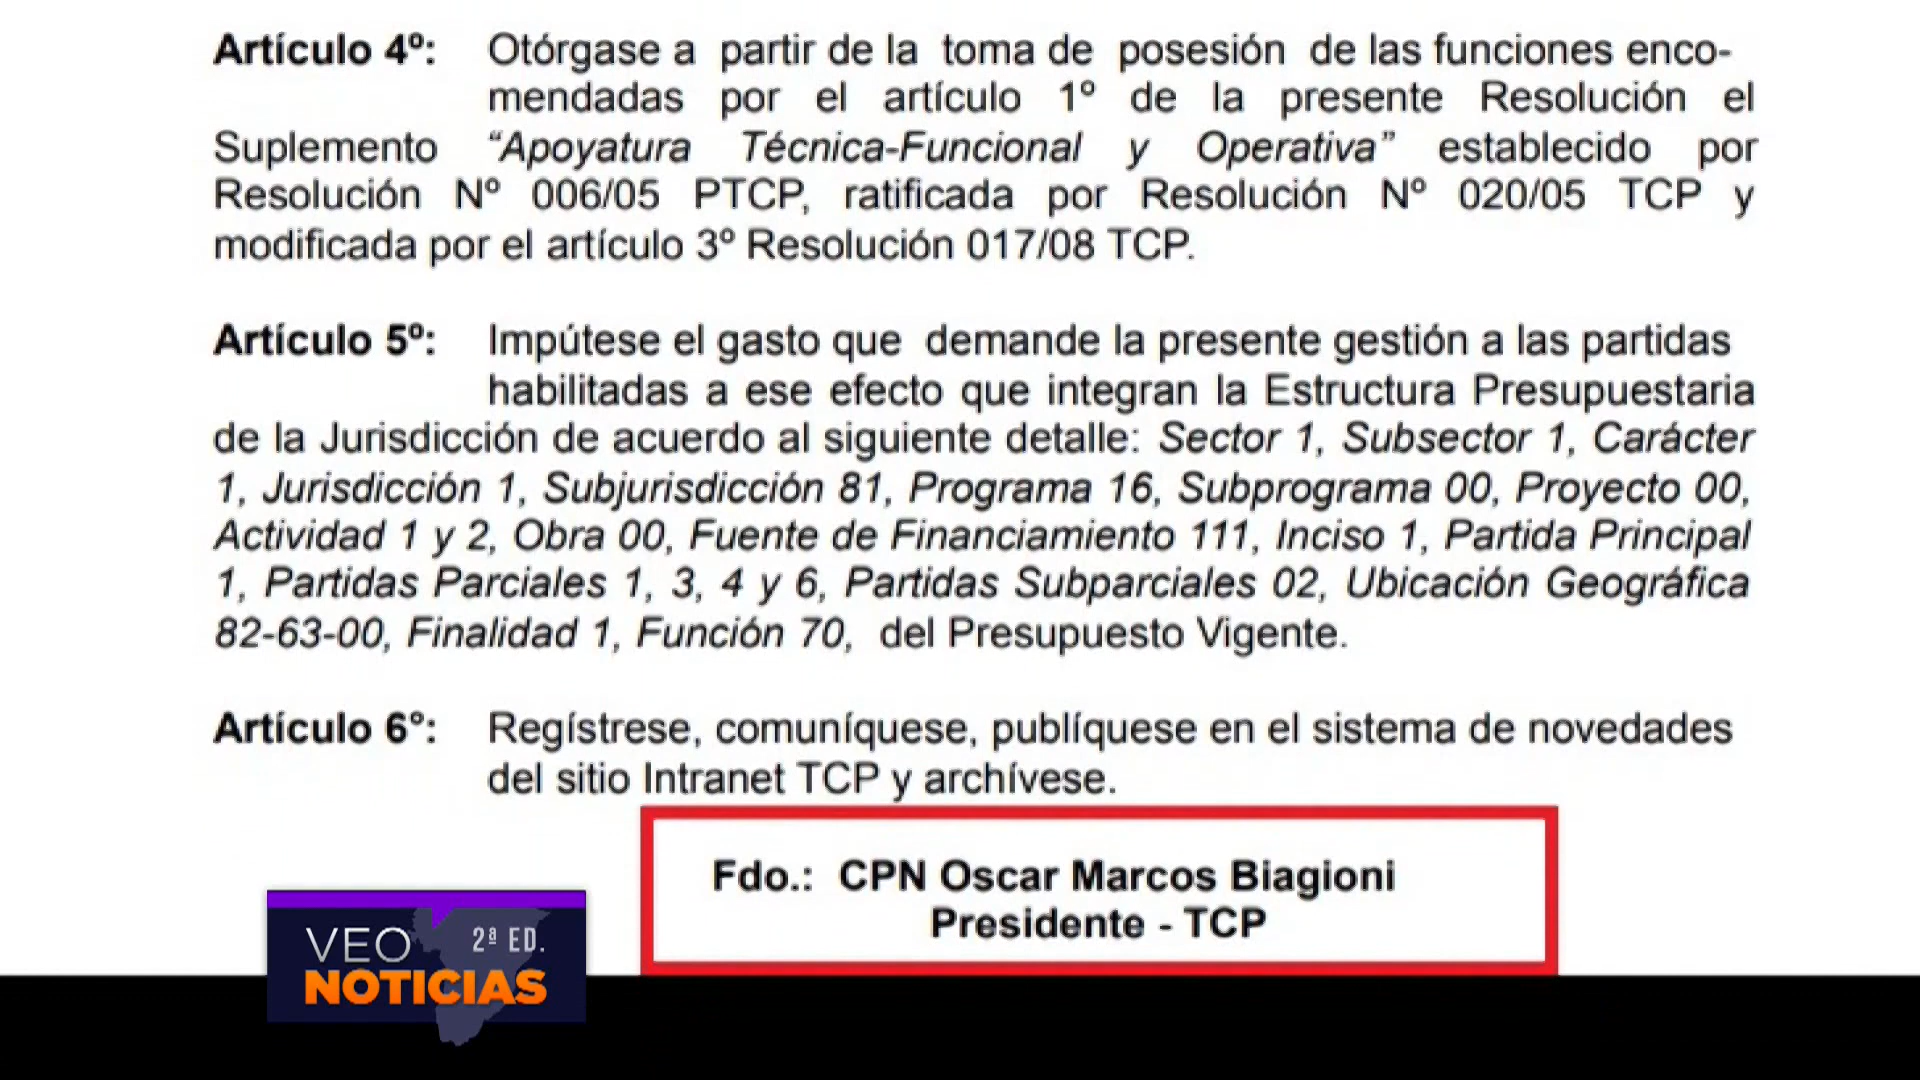 Artículo 4º: Otórgase a partir de la toma de posesión de las funciones enco-
mendadas por el artículo 1º de la presente Resolución el
Suplemento “Apoyatura Técnica-Funcional y Operativa” establecido por
Resolución Nº 006/05 PTCP, ratificada por Resolución Nº 020/05 TCP y
modificada por el artículo 3º Resolución 017/08 TCP.
Artículo 5º: Impútese el gasto que demande la presente gestión a las partidas
habilitadas a ese efecto que integran la Estructura Presupuestaria
de la Jurisdicción de acuerdo al siguiente detalle: Sector 1, Subsector 1, Carácter
1, Jurisdicción 1, Subjurisdicción 81, Programa 16, Subprograma 00, Proyecto 00,
Actividad 1 y 2, Obra 00, Fuente de Financiamiento 111, Inciso 1, Partida Principal
1, Partidas Parciales 1, 3, 4 y 6, Partidas Subparciales 02, Ubicación Geográfica
82-63-00, Finalidad 1, Función 70, del Presupuesto Vigente.
Artículo 6°: Regístrese, comuníquese, publíquese en el sistema de novedades
del sitio Intranet TCP y archívese.
Fdo.: CPN Oscar Marcos Biagioni
Presidente - TCP
VEO 2ª ED.
NOTICIAS